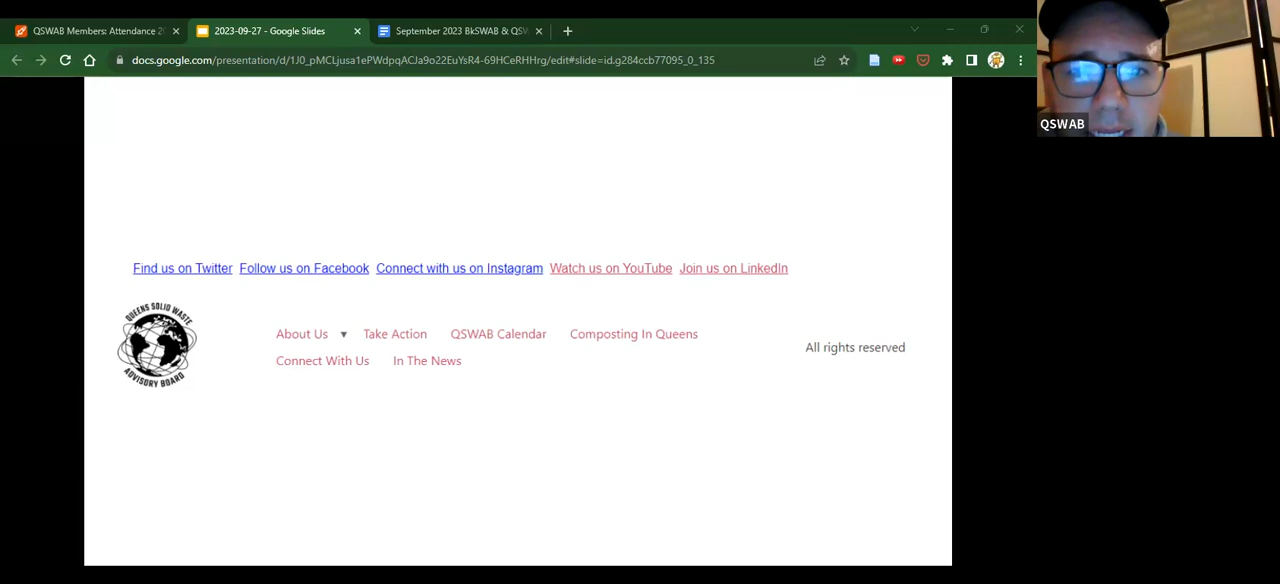 QSWAB Members: Attendance 20
2023-09-27 - Google Slides
September 2023 BkSWAB & QSW
docs.google.com/presentation/d/1J0_pMCLjusa1ePWdpqACJa9o22EuYsR4-69HCeRHHrg/edit#slide=id.g284ccb77095_0_135
QSWAB
Find us on Twitter Follow us on Facebook Connect with us on Instagram Watch us on YouTube Join us on LinkedIn
QUEENS SOLID WASTE
ADVISORY BOARD
About Us ▼ Take Action QSWAB Calendar Composting In Queens
Connect With Us In The News
All rights reserved